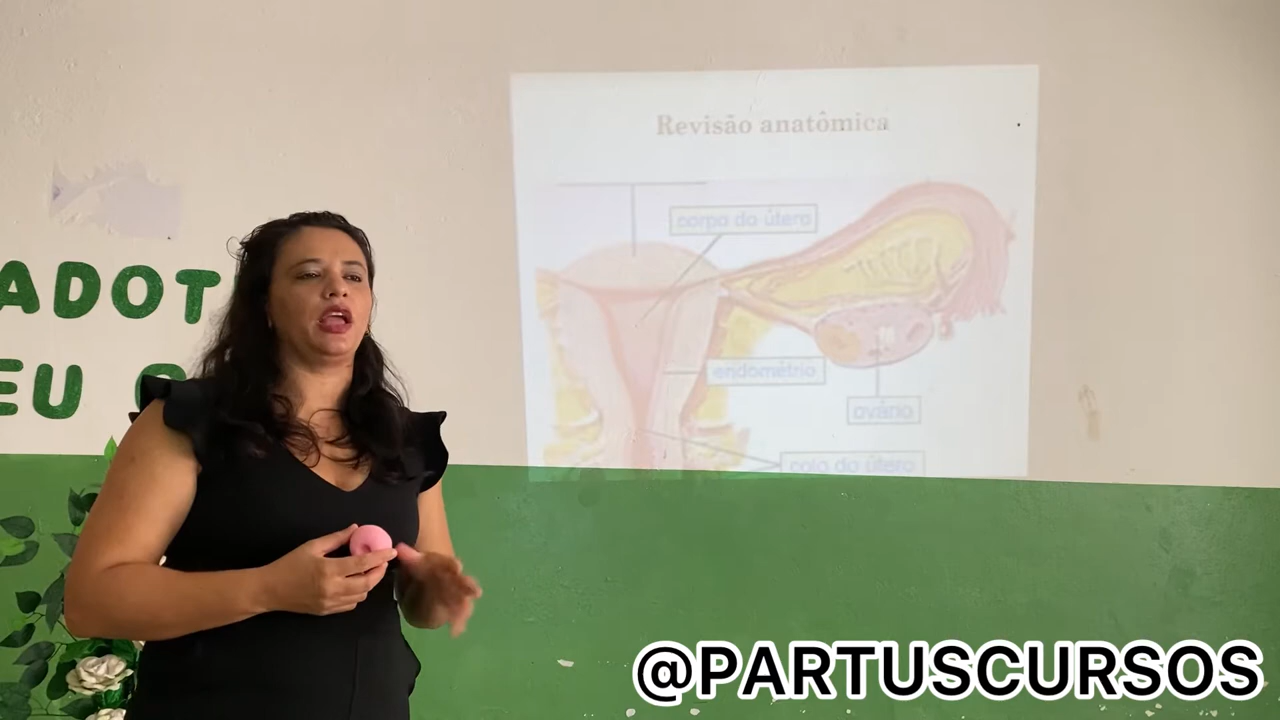 Revisão anatômica
corpo do útero
ADOT
endométrio
EU
ovário
colo do útero
@PARTUSCURSOS